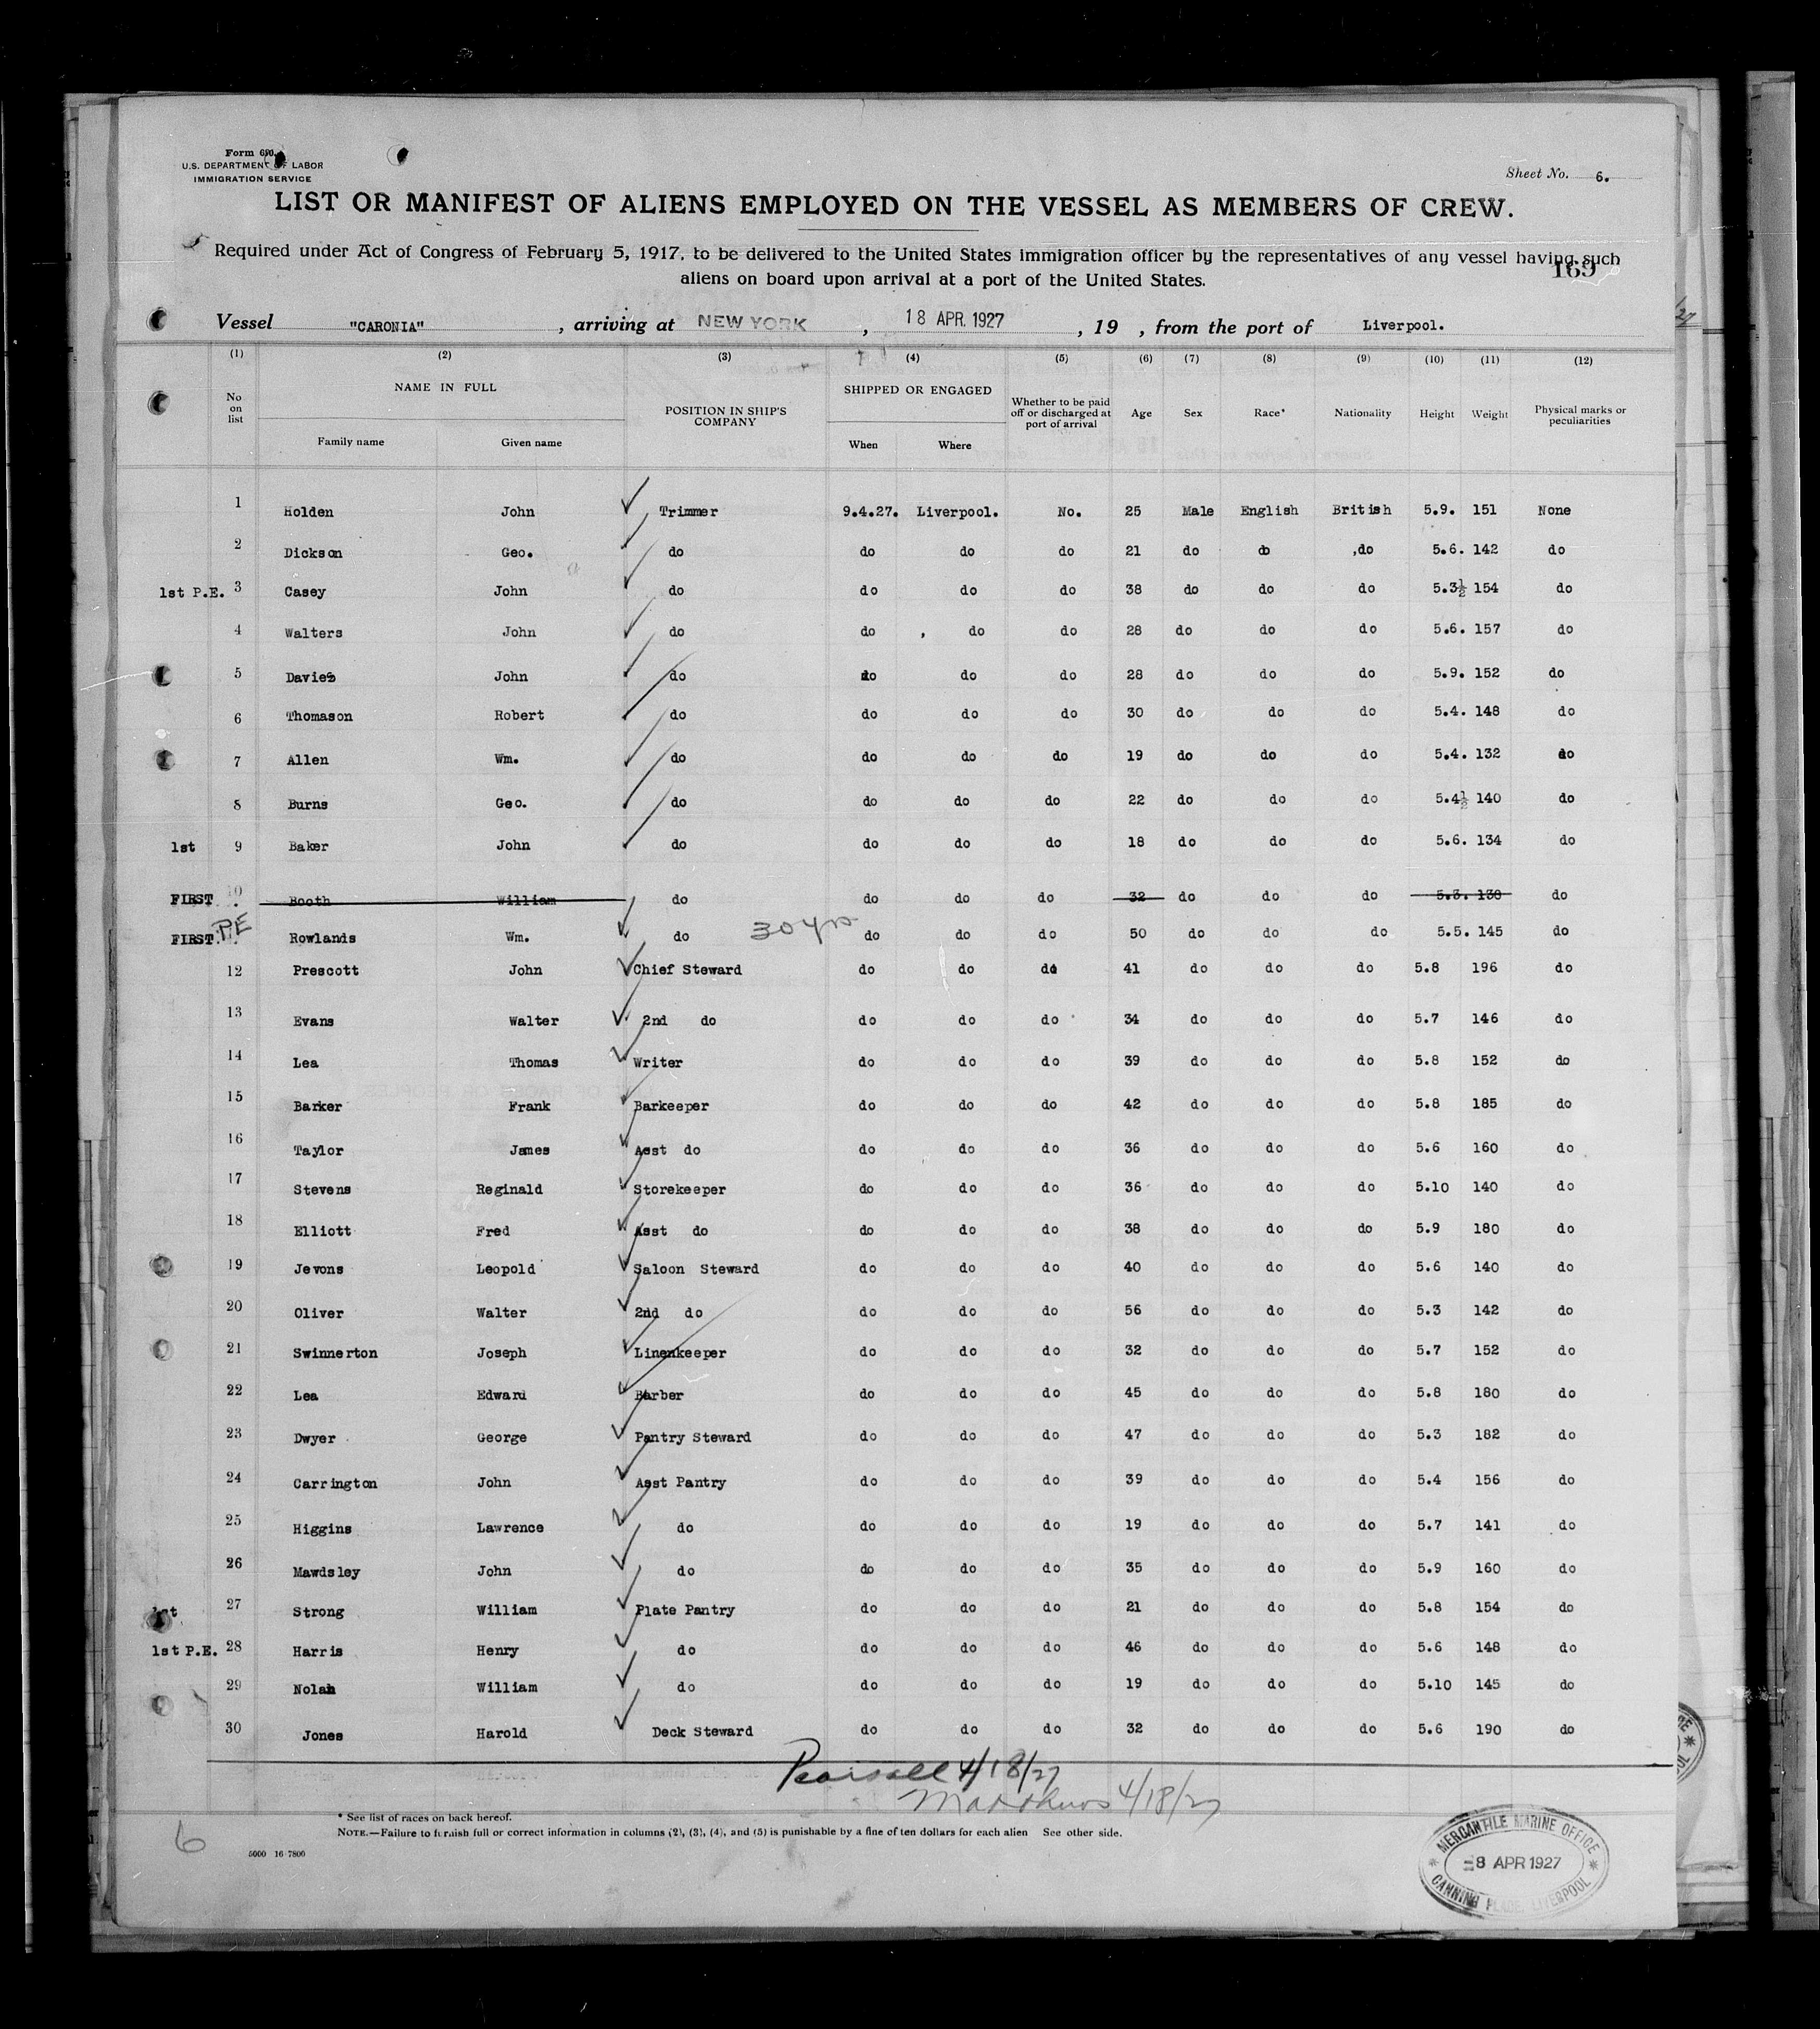 Form 680.
U.S. DEPARTMENT OF LABOR
IMMIGRATION SERVICE
Sheet No. 6.
LIST OR MANIFEST OF ALIENS EMPLOYED ON THE VESSEL AS MEMBERS OF CREW.
Required under Act of Congress of February 5, 1917, to be delivered to the United States immigration officer by the representatives of any vessel having such
aliens on board upon arrival at a port of the United States.
169
Vessel "CARONIA", arriving at NEW YORK, 18 APR. 1927, 19 , from the port of Liverpool.
(1) (2) (3) (4) (5) (6) (7) (8) (9) (10) (11) (12)
No on list NAME IN FULL Family name Given name POSITION IN SHIP'S COMPANY SHIPPED OR ENGAGED When Where Whether to be paid off or discharged at port of arrival Age Sex Race* Nationality Height Weight Physical marks or peculiarities
1 Holden John Trimmer 9.4.27. Liverpool. No. 25 Male English British 5.9. 151 None
2 Dickson Geo. do do do do 21 do do do 5.6. 142 do
1st P.E. 3 Casey John do do do do 38 do do do 5.3½ 154 do
4 Walters John do do do do 28 do do do 5.6. 157 do
5 Davies John do do do do 28 do do do 5.9. 152 do
6 Thomason Robert do do do do 30 do do do 5.4. 148 do
7 Allen Wm. do do do do 19 do do do 5.4. 132 do
8 Burns Geo. do do do do 22 do do do 5.4½ 140 do
1st 9 Baker John do do do do 18 do do do 5.6. 134 do
FIRST 10 Booth William do do do do 32 do do do 5.3. 130 do
FIRST. PE Rowlands Wm. do 30 yrs do do do 50 do do do 5.5. 145 do
12 Prescott John Chief Steward do do do 41 do do do 5.8 196 do
13 Evans Walter 2nd do do do do 34 do do do 5.7 146 do
14 Lea Thomas Writer do do do 39 do do do 5.8 152 do
15 Barker Frank Barkeeper do do do 42 do do do 5.8 185 do
16 Taylor James Asst do do do do 36 do do do 5.6 160 do
17 Stevens Reginald Storekeeper do do do 36 do do do 5.10 140 do
18 Elliott Fred Asst do do do do 38 do do do 5.9 180 do
19 Jevons Leopold Saloon Steward do do do 40 do do do 5.6 140 do
20 Oliver Walter 2nd do do do do 56 do do do 5.3 142 do
21 Swinnerton Joseph Linenkeeper do do do 32 do do do 5.7 152 do
22 Lea Edward Barber do do do 45 do do do 5.8 180 do
23 Dwyer George Pantry Steward do do do 47 do do do 5.3 182 do
24 Carrington John Asst Pantry do do do 39 do do do 5.4 156 do
25 Higgins Lawrence do do do do 19 do do do 5.7 141 do
26 Mawdsley John do do do do 35 do do do 5.9 160 do
1st 27 Strong William Plate Pantry do do do 21 do do do 5.8 154 do
1st P.E. 28 Harris Henry do do do do 46 do do do 5.6 148 do
29 Nolan William do do do do 19 do do do 5.10 145 do
30 Jones Harold Deck Steward do do do 32 do do do 5.6 190 do
Pearsall 4/18/27
Matthews 4/18/27
* See list of races on back hereof.
NOTE.—Failure to furnish full or correct information in columns (2), (3), (4), and (5) is punishable by a fine of ten dollars for each alien See other side.
5000 16-7800
6
MERCANTILE MARINE OFFICE
8 APR 1927
CANNING PLACE, LIVERPOOL